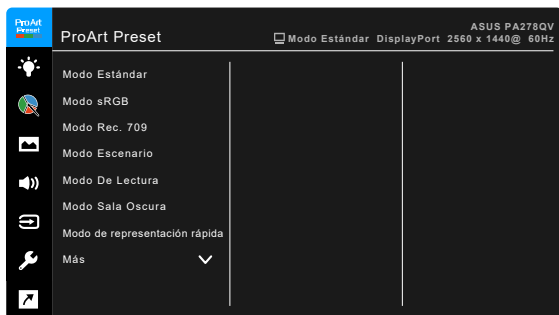 ProArt
Preset
ProArt Preset
ASUS PA278QV
Modo Estándar DisplayPort 2560 x 1440@ 60Hz
Modo Estándar
Modo sRGB
Modo Rec. 709
Modo Escenario
Modo De Lectura
Modo Sala Oscura
Modo de representación rápida
Más